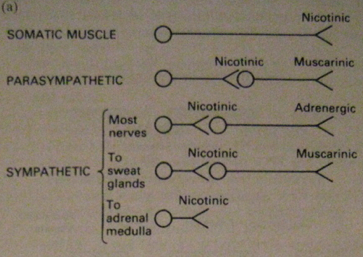 (a)
Nicotinic
SOMATIC MUSCLE
Nicotinic Muscarinic
PARASYMPATHETIC
Nicotinic Adrenergic
Most
nerves
Nicotinic Muscarinic
To
sweat
glands
SYMPATHETIC
Nicotinic
To
adrenal
medulla